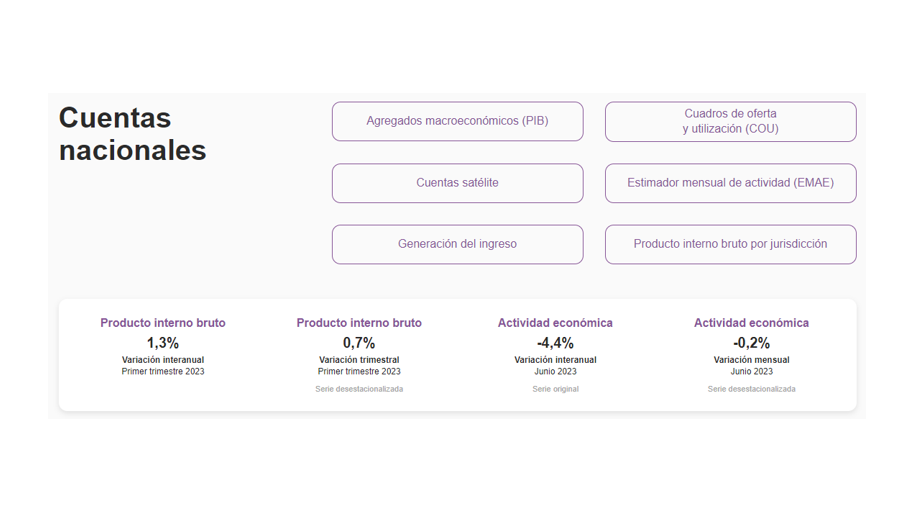 Cuentas
nacionales
Agregados macroeconómicos (PIB)
Cuadros de oferta
y utilización (COU)
Cuentas satélite
Estimador mensual de actividad (EMAE)
Generación del ingreso
Producto interno bruto por jurisdicción
Producto interno bruto
1,3%
Variación interanual
Primer trimestre 2023
Producto interno bruto
0,7%
Variación trimestral
Primer trimestre 2023
Serie desestacionalizada
Actividad económica
-4,4%
Variación interanual
Junio 2023
Serie original
Actividad económica
-0,2%
Variación mensual
Junio 2023
Serie desestacionalizada